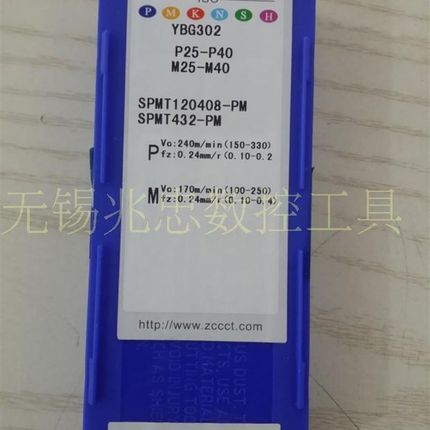 ISO
P M K N S H
YBG302
P25-P40
M25-M40
SPMT120408-PM
SPMT432-PM
P Vc:240m/min(150-330)
fz:0.24mm/r(0.10-0.2
M Vc:170m/min(100-250)
fz:0.24mm/r(0.10-0.4)
无锡兆忠数控工具
http://www.zccct.com